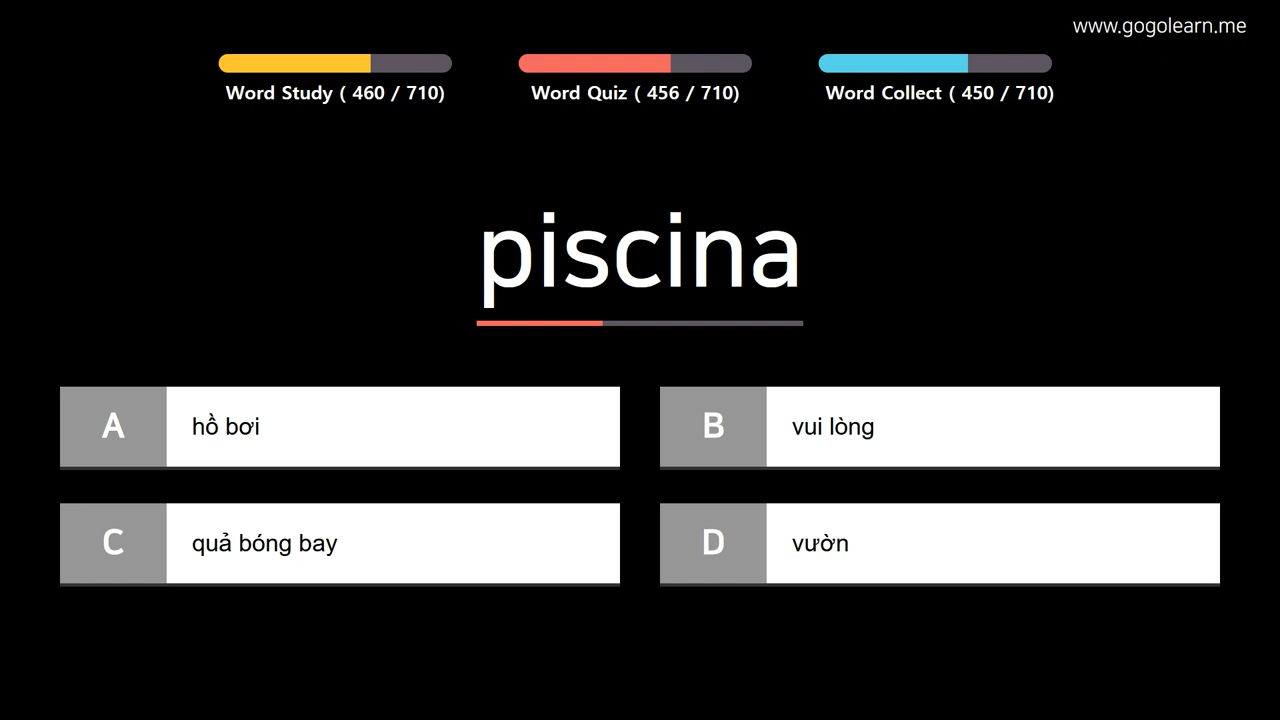 www.gogolearn.me
Word Study ( 460 / 710)
Word Quiz ( 456 / 710)
Word Collect ( 450 / 710)
piscina
A hồ bơi
B vui lòng
C quả bóng bay
D vườn